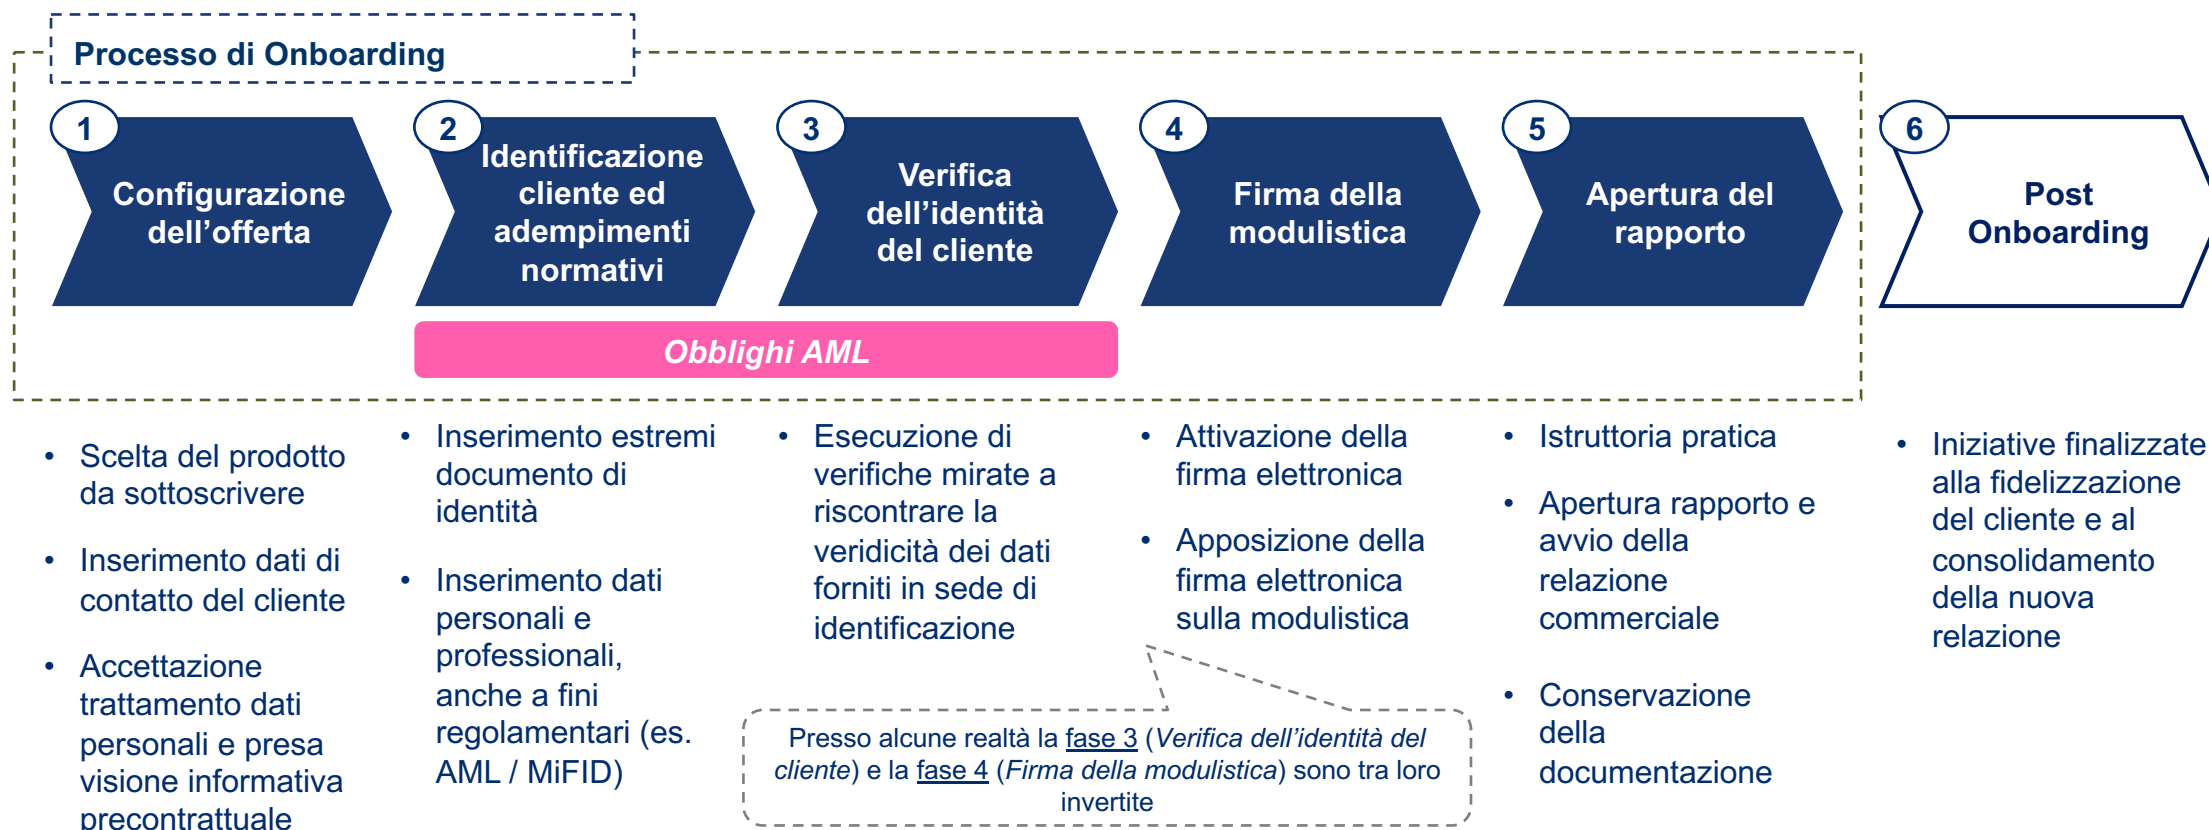 Processo di Onboarding
1
Configurazione
dell’offerta
2
Identificazione
cliente ed
adempimenti
normativi
3
Verifica
dell’identità
del cliente
4
Firma della
modulistica
5
Apertura del
rapporto
6
Post
Onboarding
Obblighi AML
• Scelta del prodotto
da sottoscrivere
• Inserimento dati di
contatto del cliente
• Accettazione
trattamento dati
personali e presa
visione informativa
precontrattuale
• Inserimento estremi
documento di
identità
• Inserimento dati
personali e
professionali,
anche a fini
regolamentari (es.
AML / MiFID)
• Esecuzione di
verifiche mirate a
riscontrare la
veridicità dei dati
forniti in sede di
identificazione
• Attivazione della
firma elettronica
• Apposizione della
firma elettronica
sulla modulistica
Presso alcune realtà la fase 3 (Verifica dell’identità del
cliente) e la fase 4 (Firma della modulistica) sono tra loro
invertite
• Istruttoria pratica
• Apertura rapporto e
avvio della
relazione
commerciale
• Conservazione
della
documentazione
• Iniziative finalizzate
alla fidelizzazione
del cliente e al
consolidamento
della nuova
relazione